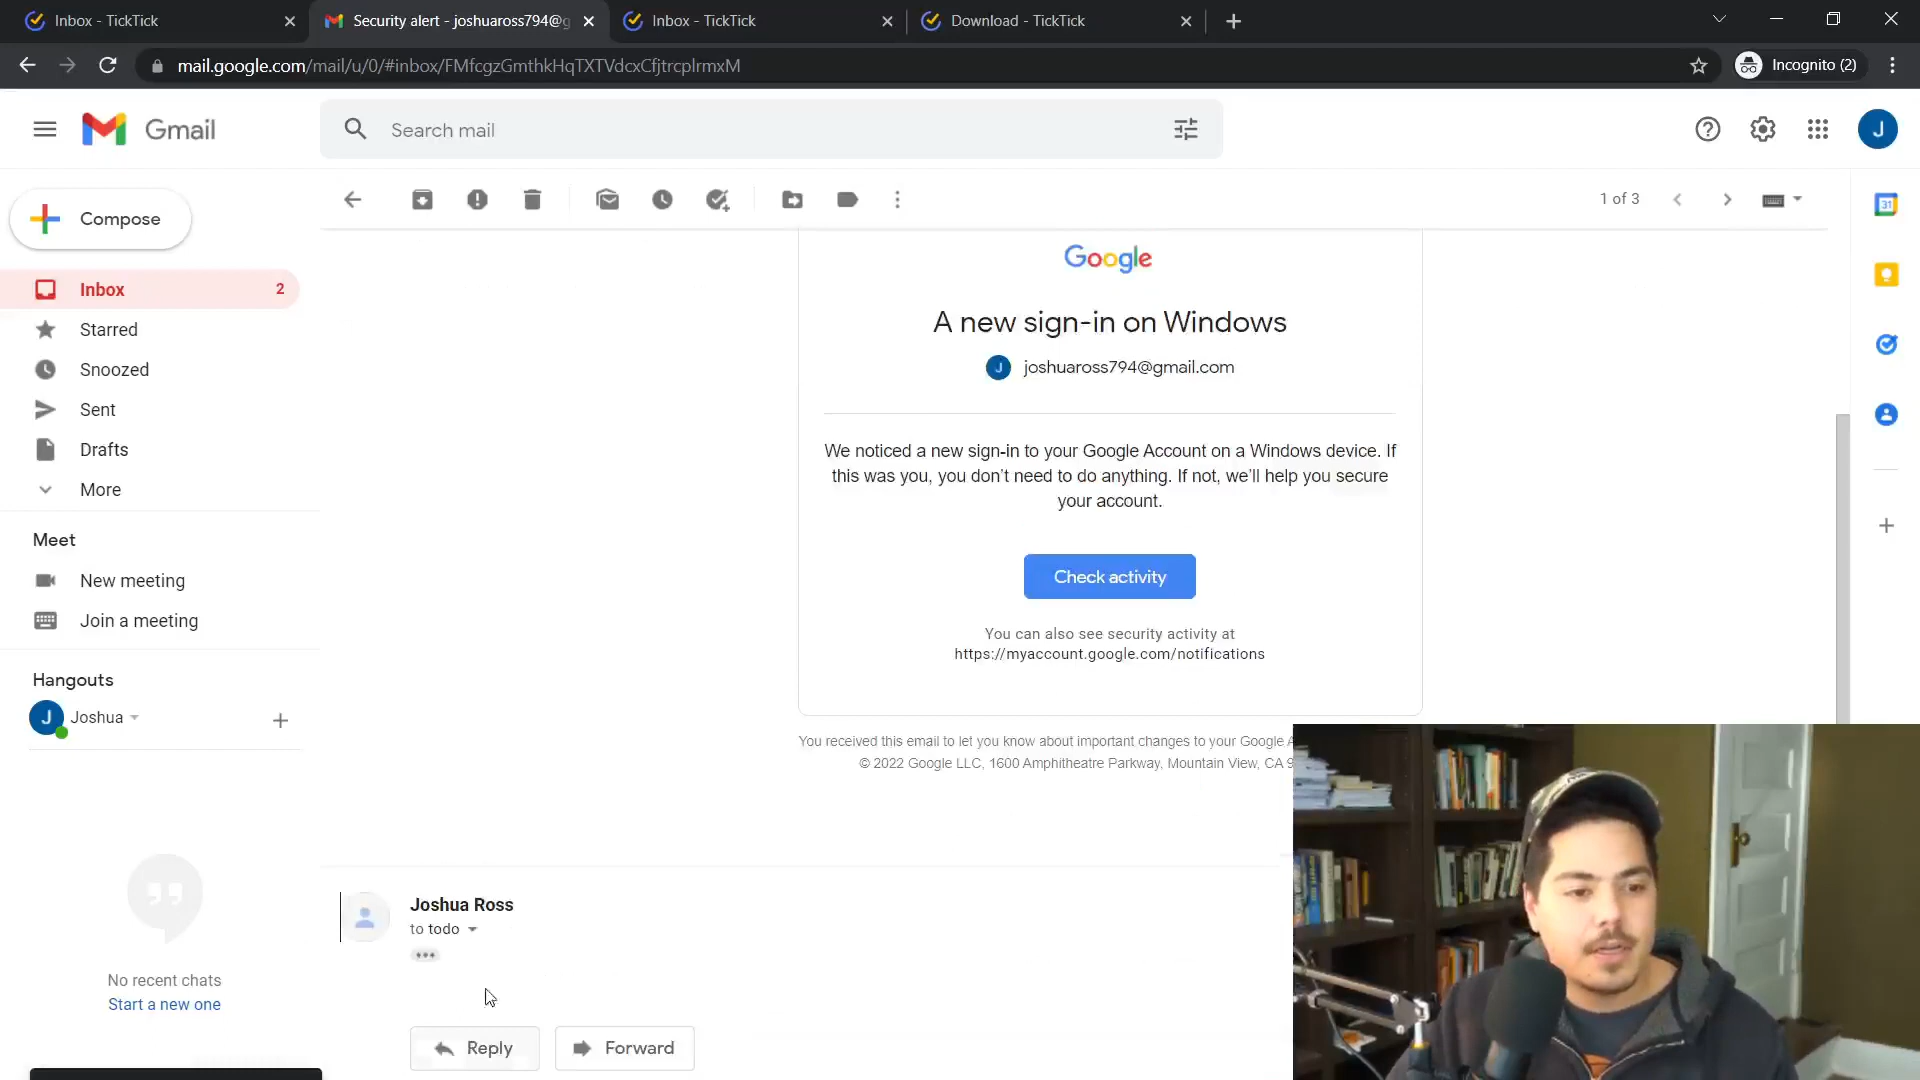 Inbox - TickTick
Security alert - joshuaross794@g
Inbox - TickTick
Download - TickTick
mail.google.com/mail/u/0/#inbox/FMfcgzGmthkHqTXTVdcxCfjtrcplrmxM
Incognito (2)
Gmail
Search mail
J
Compose
1 of 3
31
Inbox 2
Starred
Snoozed
Sent
Drafts
More
Meet
New meeting
Join a meeting
Hangouts
J Joshua
No recent chats
Start a new one
Google
A new sign-in on Windows
J joshuaross794@gmail.com
We noticed a new sign-in to your Google Account on a Windows device. If
this was you, you don't need to do anything. If not, we'll help you secure
your account.
Check activity
You can also see security activity at
https://myaccount.google.com/notifications
You received this email to let you know about important changes to your Google
© 2022 Google LLC, 1600 Amphitheatre Parkway, Mountain View, CA 9
Joshua Ross
to todo
Reply
Forward